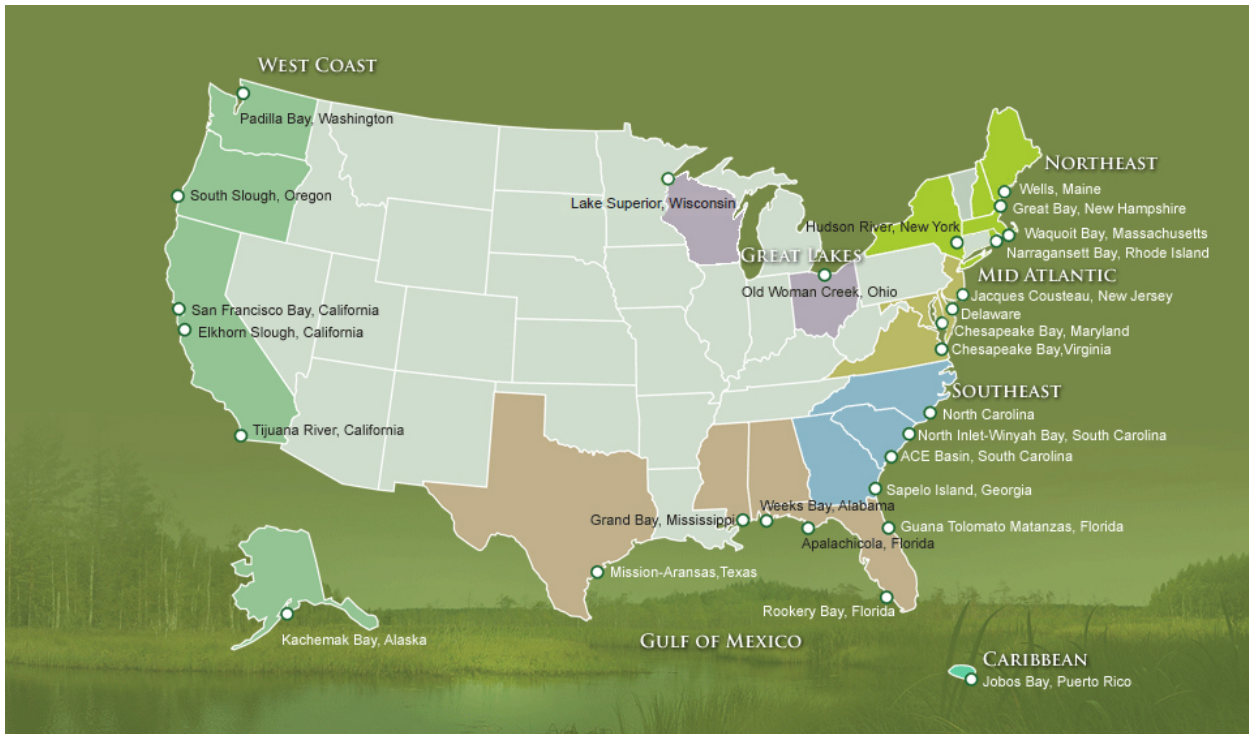 WEST COAST
Padilla Bay, Washington
South Slough, Oregon
San Francisco Bay, California
Elkhorn Slough, California
Tijuana River, California
Kachemak Bay, Alaska
Lake Superior, Wisconsin
GREAT LAKES
Old Woman Creek, Ohio
Hudson River, New York
NORTHEAST
Wells, Maine
Great Bay, New Hampshire
Waquoit Bay, Massachusetts
Narragansett Bay, Rhode Island
MID ATLANTIC
Jacques Cousteau, New Jersey
Delaware
Chesapeake Bay, Maryland
Chesapeake Bay,Virginia
SOUTHEAST
North Carolina
North Inlet-Winyah Bay, South Carolina
ACE Basin, South Carolina
Sapelo Island, Georgia
Guana Tolomato Matanzas, Florida
Weeks Bay, Alabama
Grand Bay, Mississippi
Apalachicola, Florida
Mission-Aransas,Texas
Rookery Bay, Florida
GULF OF MEXICO
CARIBBEAN
Jobos Bay, Puerto Rico